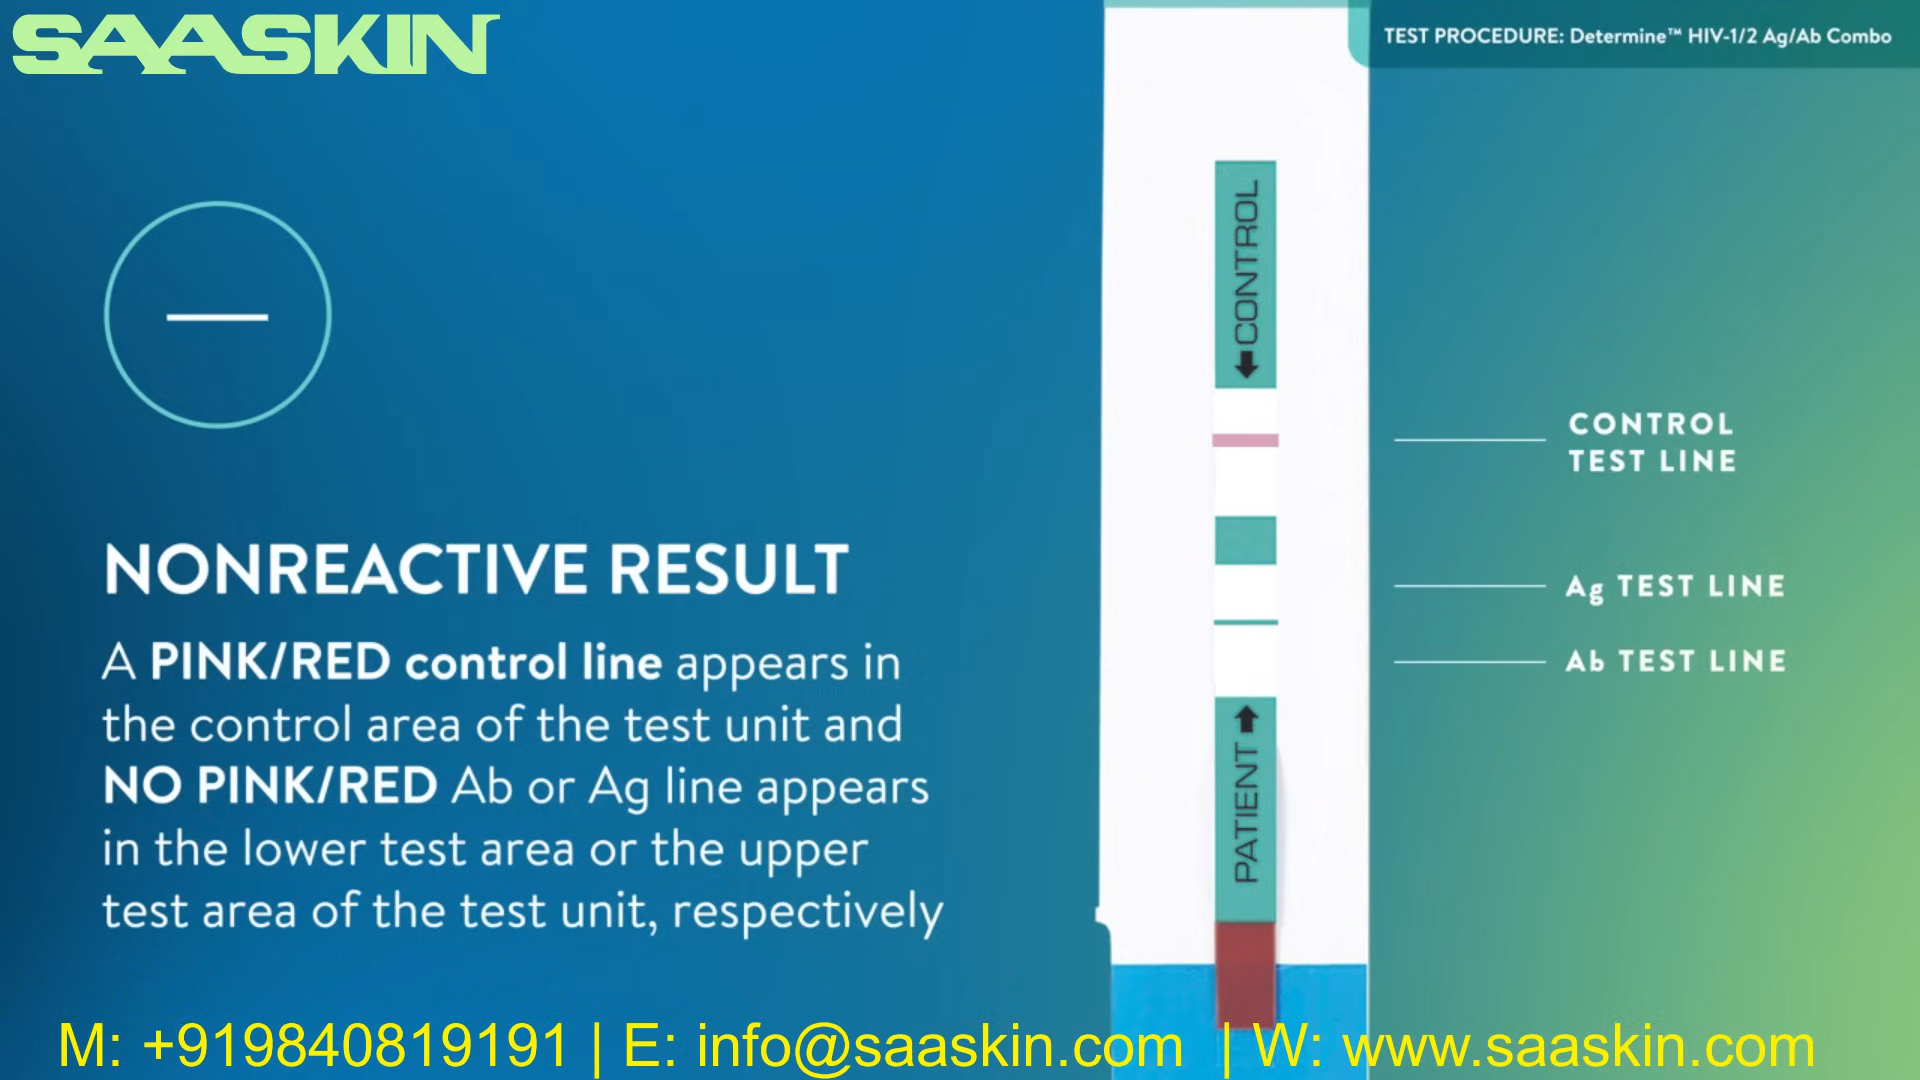 SAASKIN
TEST PROCEDURE: Determine™ HIV-1/2 Ag/Ab Combo
NONREACTIVE RESULT
A PINK/RED control line appears in
the control area of the test unit and
NO PINK/RED Ab or Ag line appears
in the lower test area or the upper
test area of the test unit, respectively
CONTROL
PATIENT
CONTROL
TEST LINE
Ag TEST LINE
Ab TEST LINE
M: +919840819191 | E: info@saaskin.com | W: www.saaskin.com